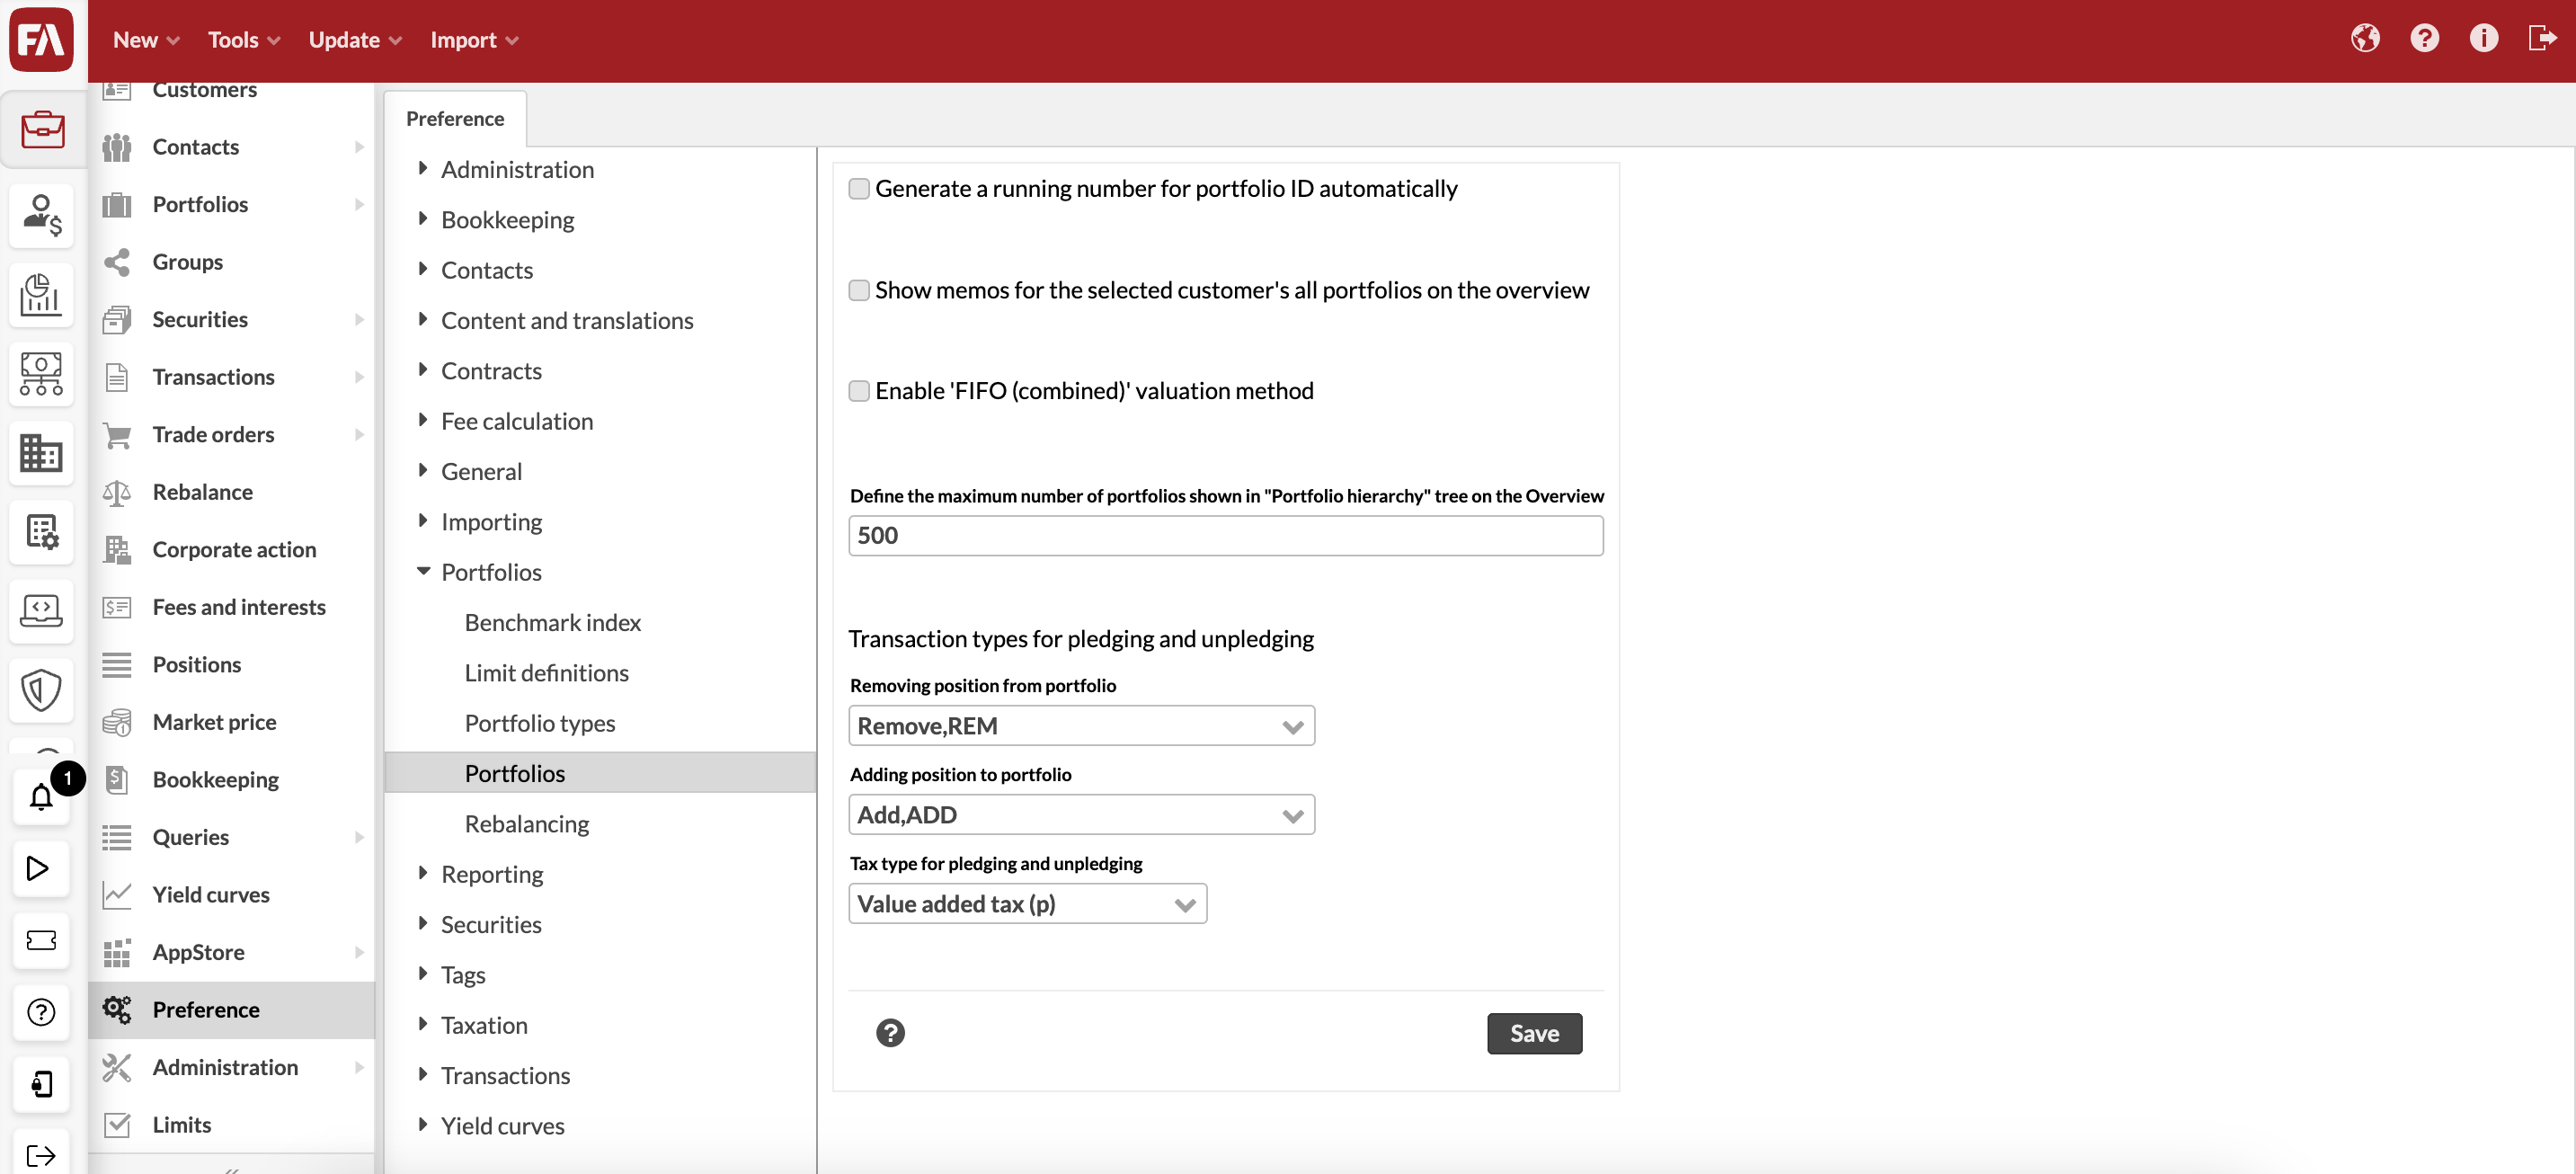 FA
New
Tools
Update
Import
Customers
Contacts
Portfolios
Groups
Securities
Transactions
Trade orders
Rebalance
Corporate action
Fees and interests
Positions
Market price
1
Bookkeeping
Queries
Yield curves
AppStore
Preference
Administration
Limits
Preference
Administration
Bookkeeping
Contacts
Content and translations
Contracts
Fee calculation
General
Importing
Portfolios
Benchmark index
Limit definitions
Portfolio types
Portfolios
Rebalancing
Reporting
Securities
Tags
Taxation
Transactions
Yield curves
Generate a running number for portfolio ID automatically
Show memos for the selected customer's all portfolios on the overview
Enable 'FIFO (combined)' valuation method
Define the maximum number of portfolios shown in "Portfolio hierarchy" tree on the Overview
500
Transaction types for pledging and unpledging
Removing position from portfolio
Remove,REM
Adding position to portfolio
Add,ADD
Tax type for pledging and unpledging
Value added tax (p)
Save